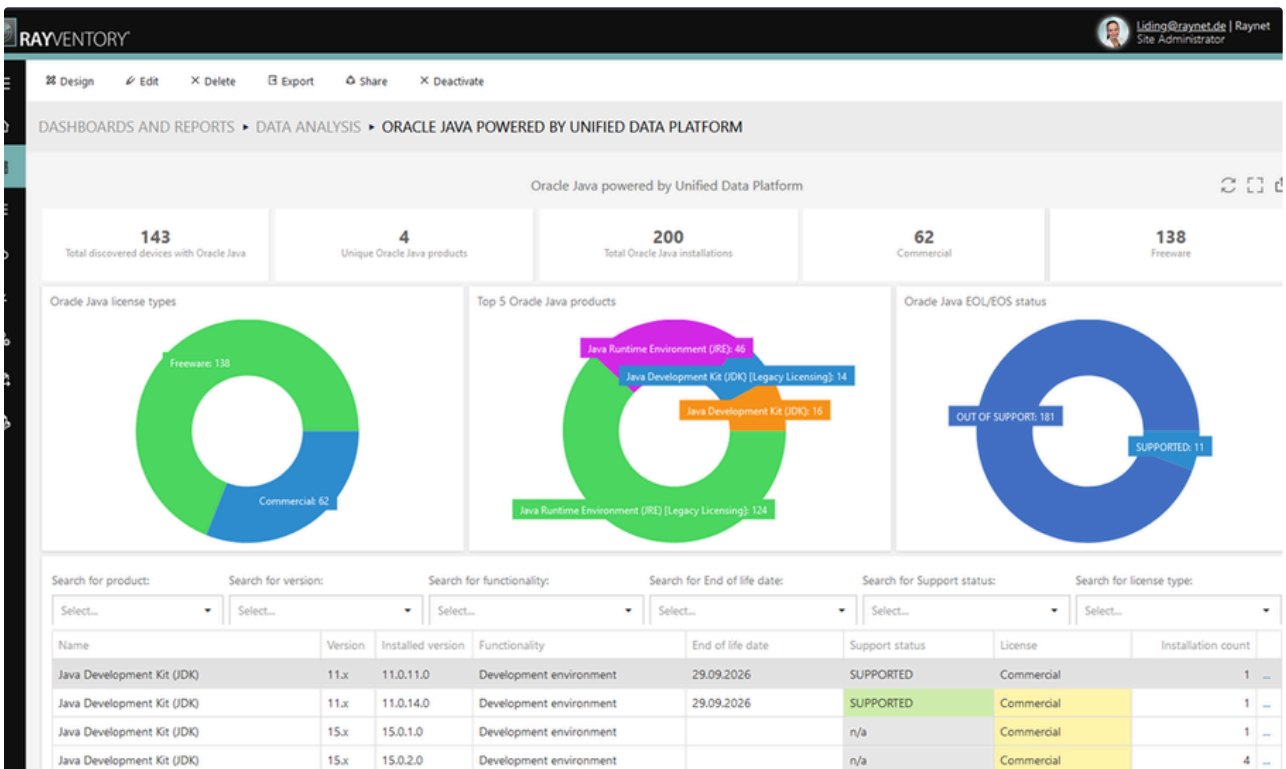 RAYVENTORY
Liding@raynet.de | Raynet
Site Administrator
Design Edit Delete Export Share Deactivate
DASHBOARDS AND REPORTS ▸ DATA ANALYSIS ▸ ORACLE JAVA POWERED BY UNIFIED DATA PLATFORM
Oracle Java powered by Unified Data Platform
143 4 200 62 138
Total discovered devices with Oracle Java Unique Oracle Java products Total Oracle Java installations Commercial Freeware
Oracle Java license types
Freeware: 138
Commercial: 62
Top 5 Oracle Java products
Java Runtime Environment (JRE): 46
Java Development Kit (JDK) [Legacy Licensing]: 14
Java Development Kit (JDK): 16
Java Runtime Environment (JRE) [Legacy Licensing]: 124
Oracle Java EOL/EOS status
OUT OF SUPPORT: 181
SUPPORTED: 11
Search for product: Search for version: Search for functionality: Search for End of life date: Search for Support status: Search for license type:
Select... Select... Select... Select... Select... Select...
Name Version Installed version Functionality End of life date Support status License Installation count
Java Development Kit (JDK) 11.x 11.0.11.0 Development environment 29.09.2026 SUPPORTED Commercial 1 ...
Java Development Kit (JDK) 11.x 11.0.14.0 Development environment 29.09.2026 SUPPORTED Commercial 1 ...
Java Development Kit (JDK) 15.x 15.0.1.0 Development environment n/a Commercial 1 ...
Java Development Kit (JDK) 15.x 15.0.2.0 Development environment n/a Commercial 4 ...